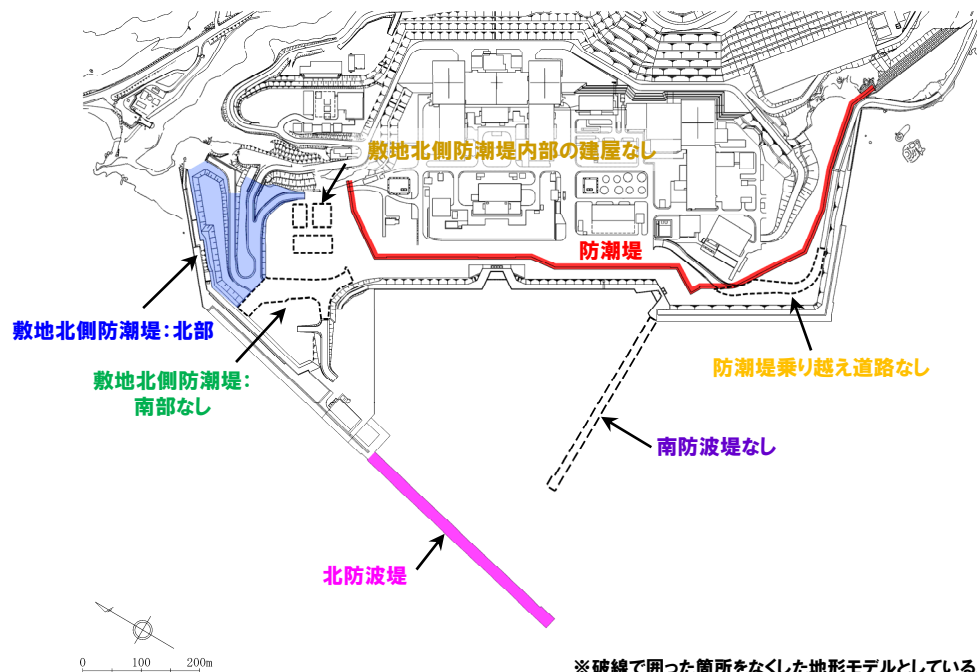 敷地北側防潮堤内部の建屋なし
防潮堤
敷地北側防潮堤:北部
敷地北側防潮堤:
南部なし
防潮堤乗り越え道路なし
南防波堤なし
北防波堤
0 100 200m
※破線で囲った箇所をなくした地形モデルとしている